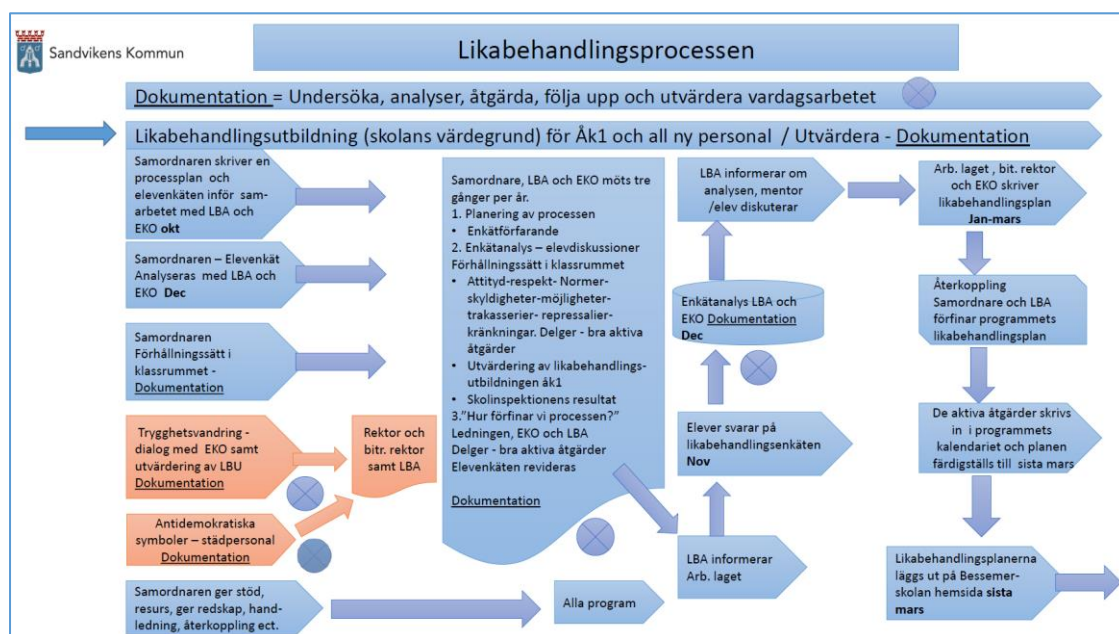 Sandvikens Kommun
Likabehandlingsprocessen
Dokumentation = Undersöka, analyser, åtgärda, följa upp och utvärdera vardagsarbetet
Likabehandlingsutbildning (skolans värdegrund) för Åk1 och all ny personal / Utvärdera - Dokumentation
Samordnaren skriver en
processplan och
elevenkäten inför sam-
arbetet med LBA och
EKO okt
Samordnaren – Elevenkät
Analyseras med LBA och
EKO Dec
Samordnaren
Förhållningssätt i
klassrummet -
Dokumentation
Trygghetsvandring -
dialog med EKO samt
utvärdering av LBU
Dokumentation
Antidemokratiska
symboler – städpersonal
Dokumentation
Samordnaren ger stöd,
resurs, ger redskap, hand-
ledning, återkoppling ect.
Rektor och
bitr. rektor
samt LBA
Samordnare, LBA och EKO möts tre
gånger per år.
1. Planering av processen
• Enkätförfarande
2. Enkätanalys – elevdiskussioner
Förhållningssätt i klassrummet
• Attityd-respekt- Normer-
skyldigheter-möjligheter-
trakasserier- repressalier-
kränkningar. Delger - bra aktiva
åtgärder
• Utvärdering av likabehandlings-
utbildningen åk1
• Skolinspektionens resultat
3."Hur förfinar vi processen?"
Ledningen, EKO och LBA
Delger - bra aktiva åtgärder
Elevenkäten revideras
Dokumentation
Alla program
LBA informerar
Arb. laget
Elever svarar på
likabehandlingsenkäten
Nov
Enkätanalys LBA och
EKO Dokumentation
Dec
LBA informerar om
analysen, mentor
/elev diskuterar
Arb. laget , bit. rektor
och EKO skriver
likabehandlingsplan
Jan-mars
Återkoppling
Samordnare och LBA
förfinar programmets
likabehandlingsplan
De aktiva åtgärder skrivs
in i programmets
kalendariet och planen
färdigställs till sista mars
Likabehandlingsplanerna
läggs ut på Bessemer-
skolan hemsida sista
mars